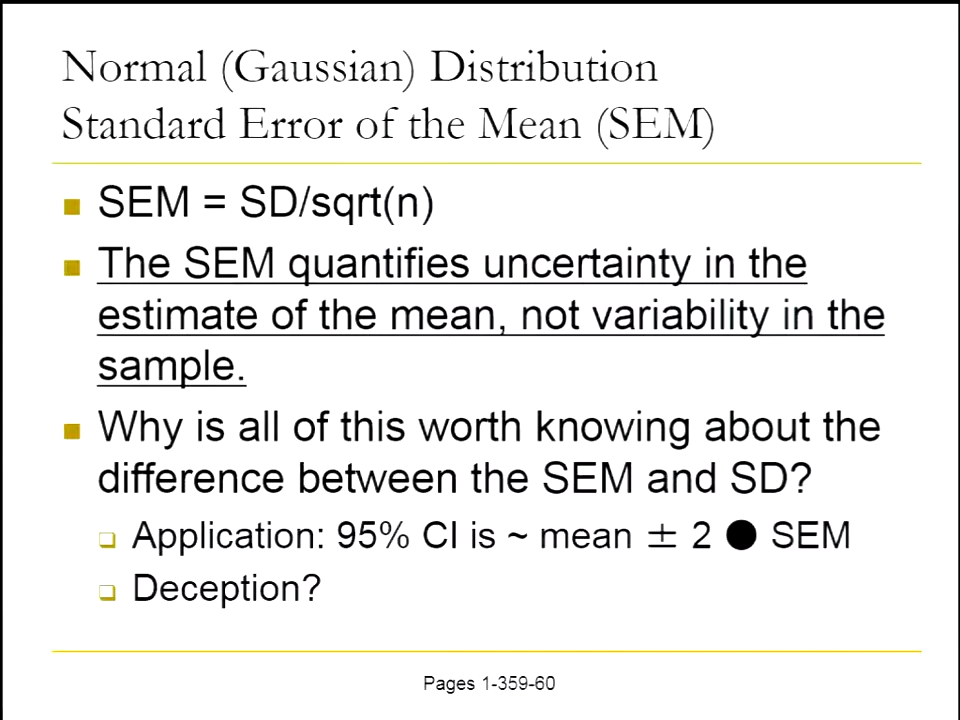 Normal (Gaussian) Distribution
Standard Error of the Mean (SEM)
SEM = SD/sqrt(n)
The SEM quantifies uncertainty in the
estimate of the mean, not variability in the
sample.
Why is all of this worth knowing about the
difference between the SEM and SD?
Application: 95% CI is ~ mean ± 2 ● SEM
Deception?
Pages 1-359-60